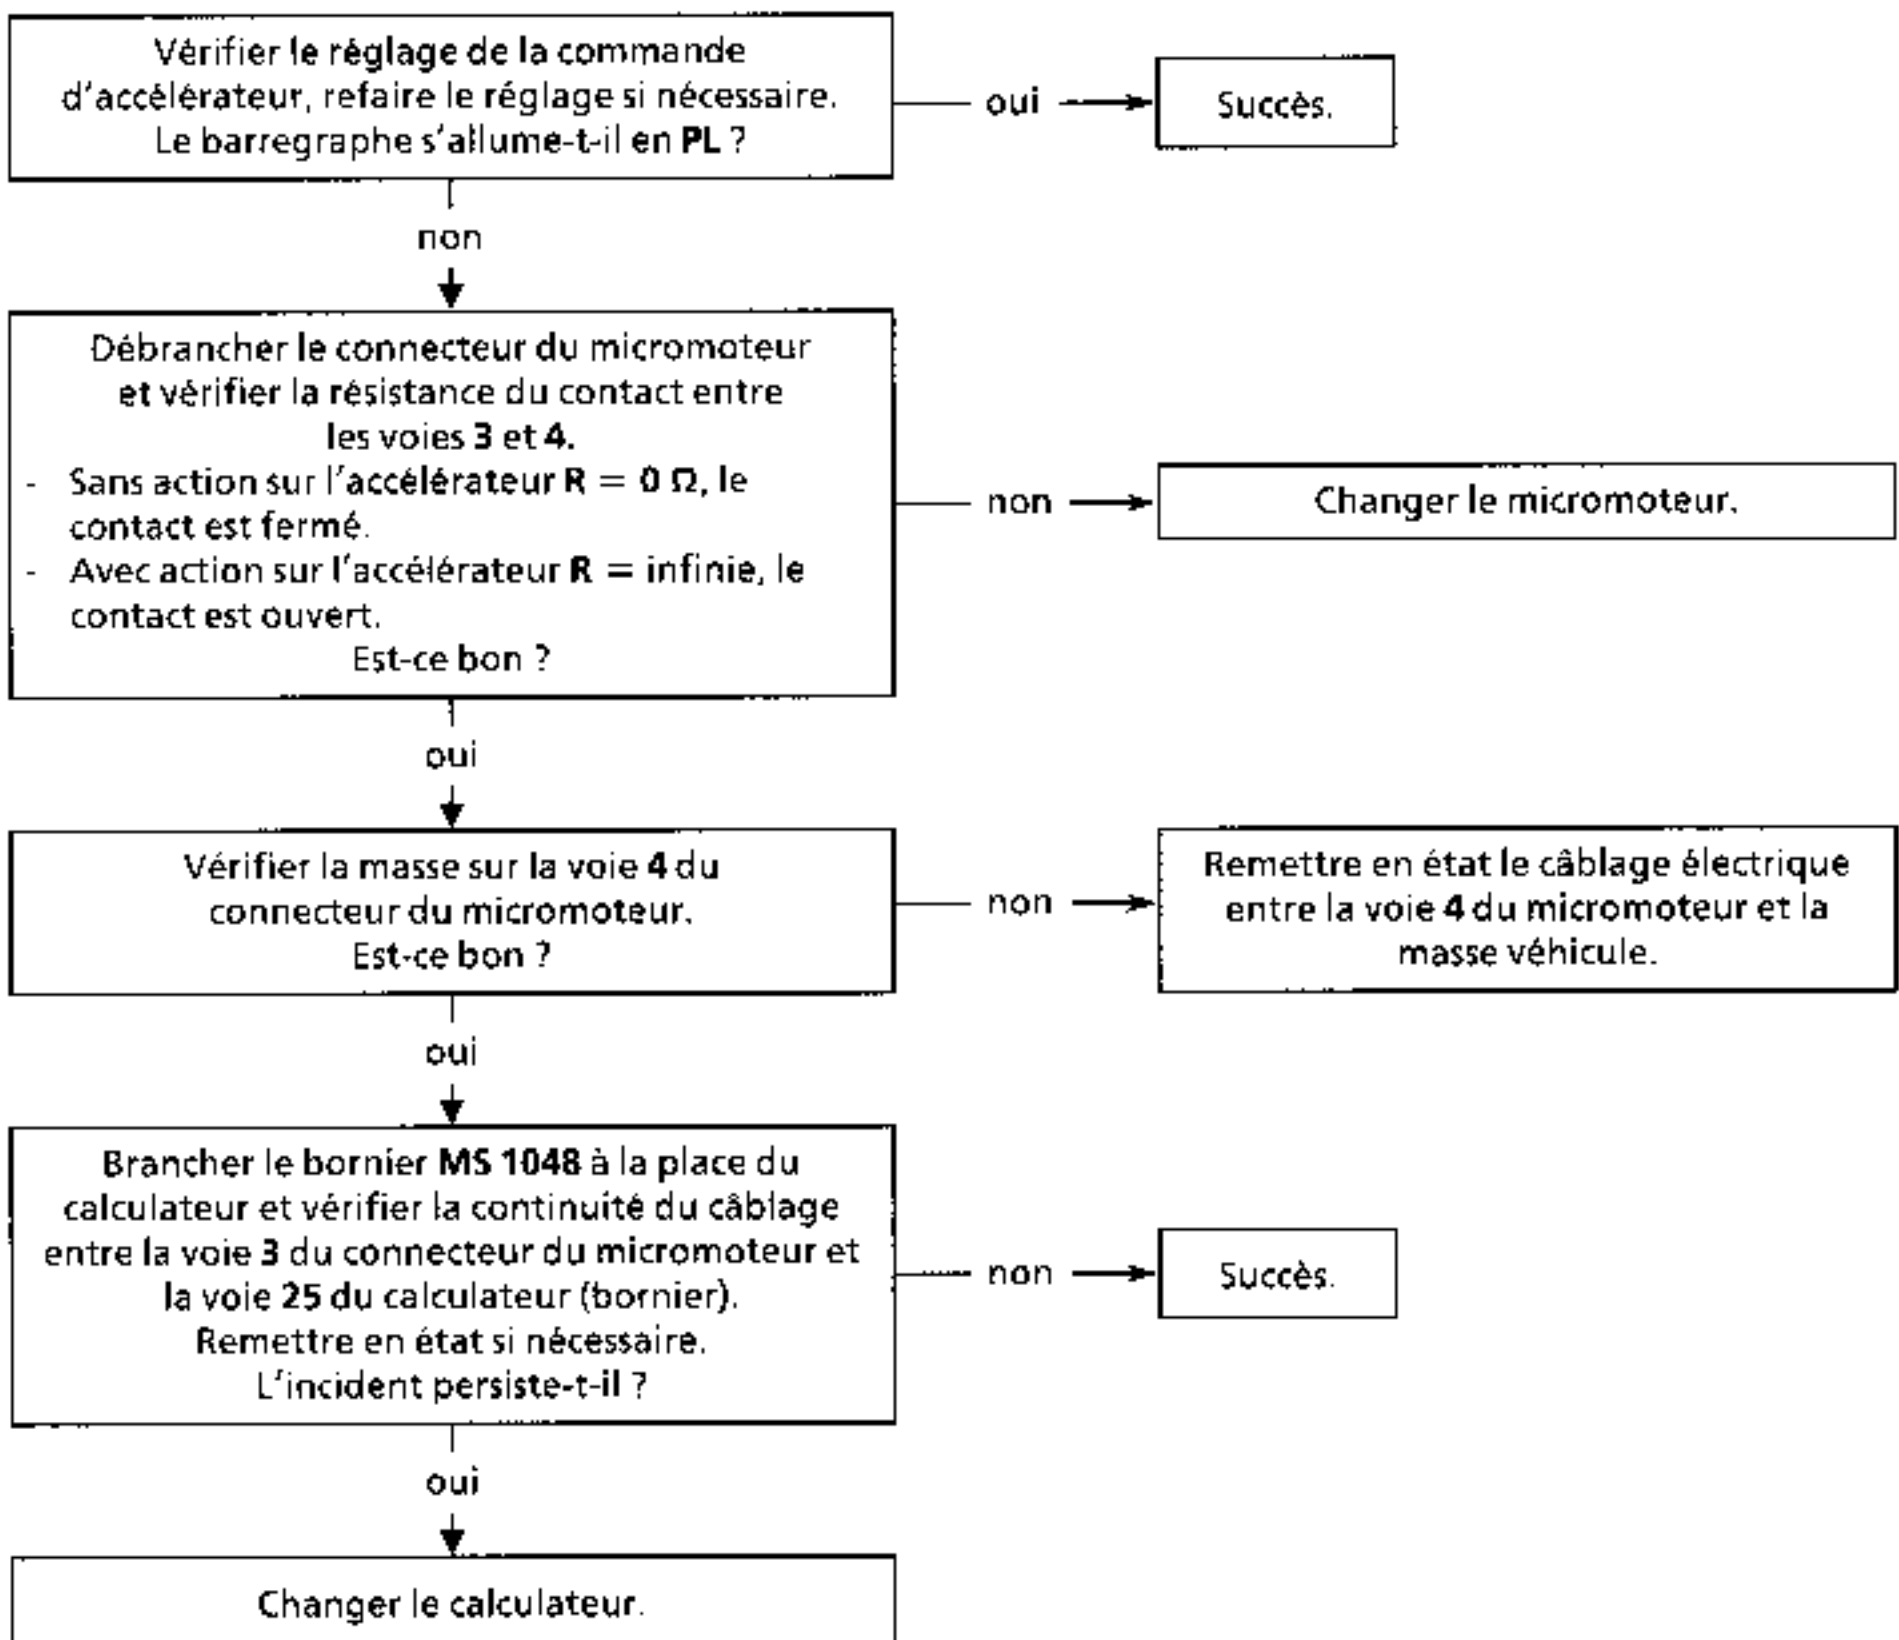 Vérifier le réglage de la commande
d'accélérateur, refaire le réglage si nécessaire.
Le barregraphe s'allume-t-il en PL ?
oui
Succès.
non
Débrancher le connecteur du micromoteur
et vérifier la résistance du contact entre
les voies 3 et 4.
- Sans action sur l'accélérateur R = 0 Ω, le
contact est fermé.
- Avec action sur l'accélérateur R = infinie, le
contact est ouvert.
Est-ce bon ?
non
Changer le micromoteur.
oui
Vérifier la masse sur la voie 4 du
connecteur du micromoteur.
Est-ce bon ?
non
Remettre en état le câblage électrique
entre la voie 4 du micromoteur et la
masse véhicule.
oui
Brancher le bornier MS 1048 à la place du
calculateur et vérifier la continuité du câblage
entre la voie 3 du connecteur du micromoteur et
la voie 25 du calculateur (bornier).
Remettre en état si nécessaire.
L'incident persiste-t-il ?
non
Succès.
oui
Changer le calculateur.